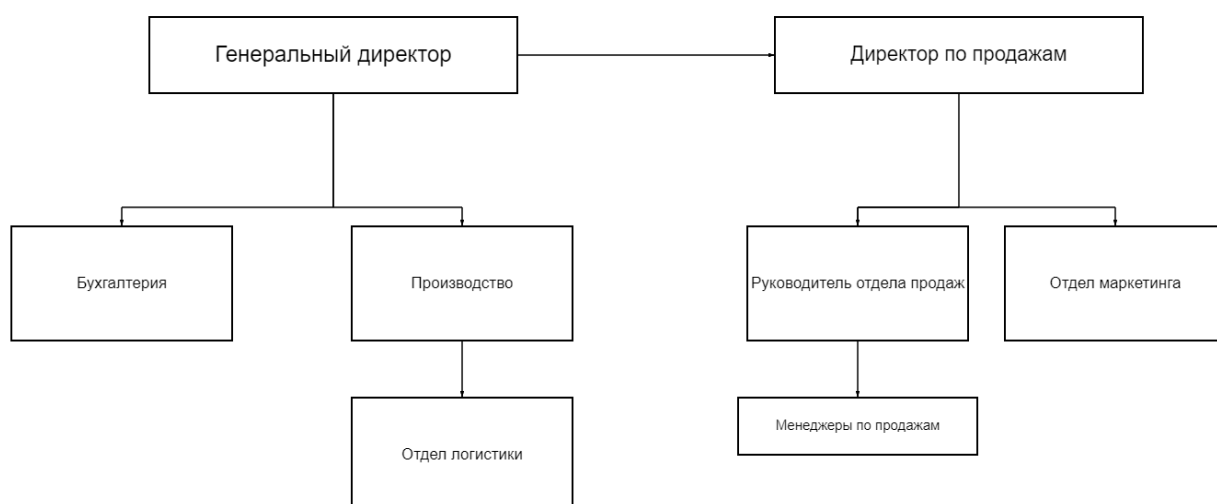 Генеральный директор
Директор по продажам
Бухгалтерия
Производство
Руководитель отдела продаж
Отдел маркетинга
Отдел логистики
Менеджеры по продажам